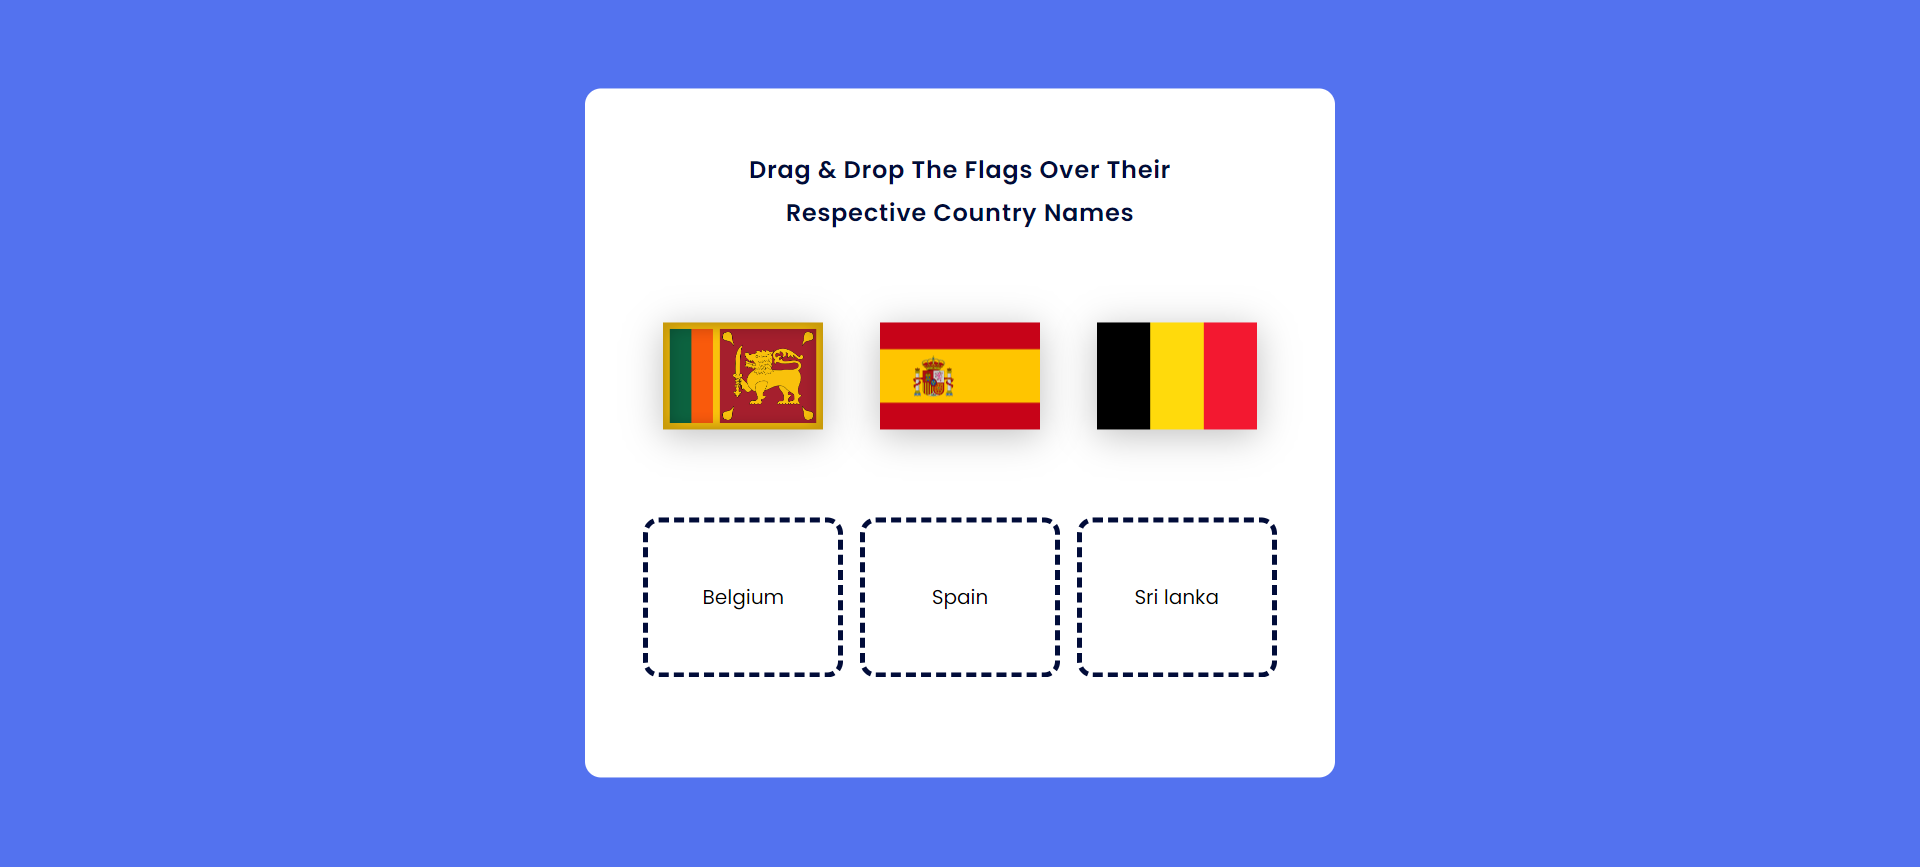 Drag & Drop The Flags Over Their
Respective Country Names
Belgium
Spain
Sri lanka